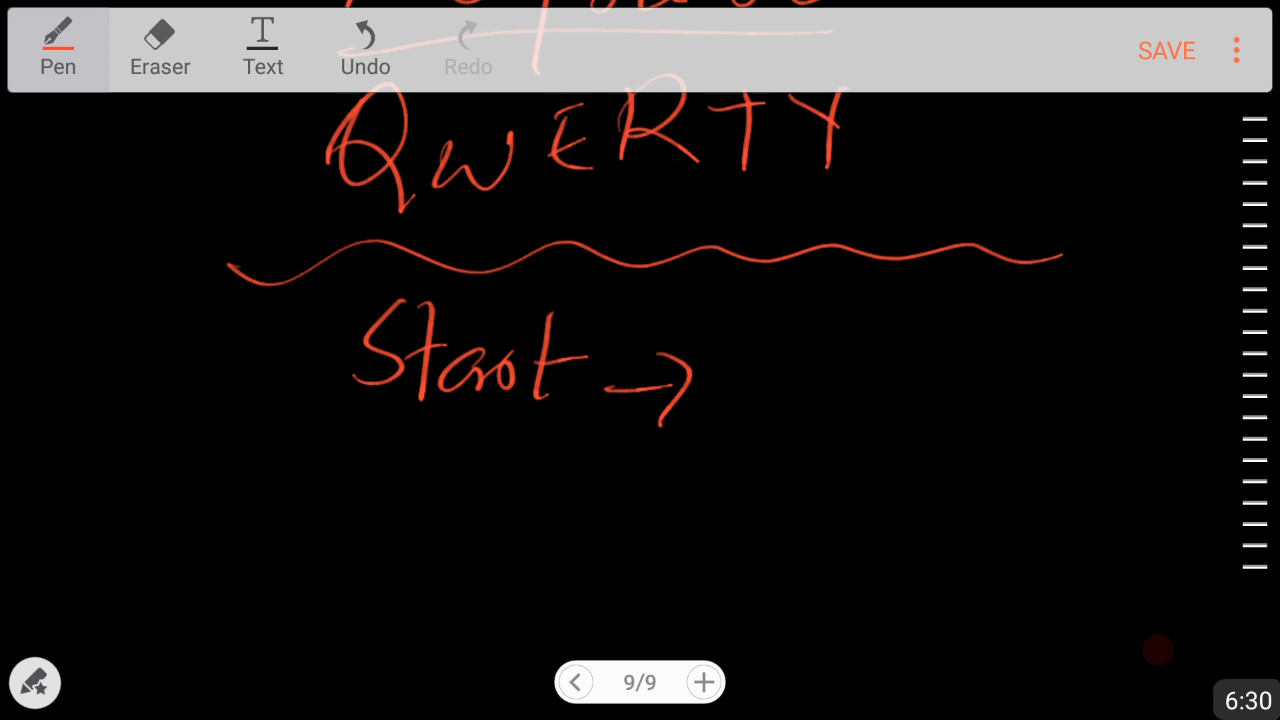 Pen Eraser Text Undo Redo SAVE
QWERTY
Start →
9/9
6:30